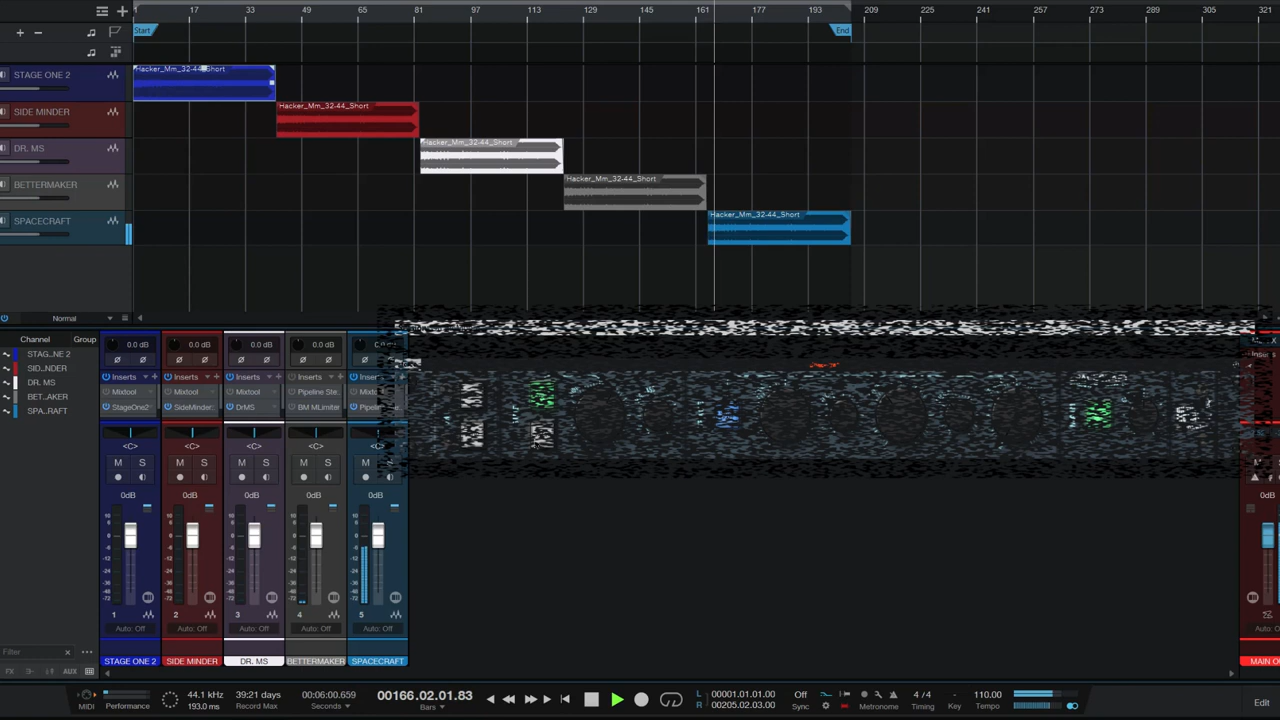 1 17 33 49 65 81 97 113 129 145 161 177 193 209 225 241 257 273 289 305 321
Start End
STAGE ONE 2 Hacker_Mm_32-44_Short
SIDE MINDER Hacker_Mm_32-44_Short
DR. MS Hacker_Mm_32-44_Short
BETTERMAKER Hacker_Mm_32-44_Short
SPACECRAFT Hacker_Mm_32-44_Short
Normal
Channel Group
STAG..NE 2
SID..NDER
DR. MS
BET..AKER
SPA..RAFT
0.0 dB 0.0 dB 0.0 dB 0.0 dB
Inserts Inserts Inserts Inserts Inserts
Mixtool Mixtool Mixtool Pipeline Ste.. Mixtool
StageOne2 SideMinder.. DrMS BM MLimiter Pipeline
<C> <C> <C> <C> <C>
M S M S M S M S M S
0dB 0dB 0dB 0dB 0dB 0dB
1 2 3 4 5
Auto: Off Auto: Off Auto: Off Auto: Off Auto: Off
Filter
FX AUX
STAGE ONE 2 SIDE MINDER DR. MS BETTERMAKER SPACECRAFT MAIN O
MIDI Performance
44.1 kHz
193.0 ms
39:21 days
Record Max
00:06:00.659
Seconds
00166.02.01.83
Bars
L 00001.01.01.00
R 00205.02.03.00
Off
Sync
Metronome
4/4
Timing
-
Key
110.00
Tempo
Edit